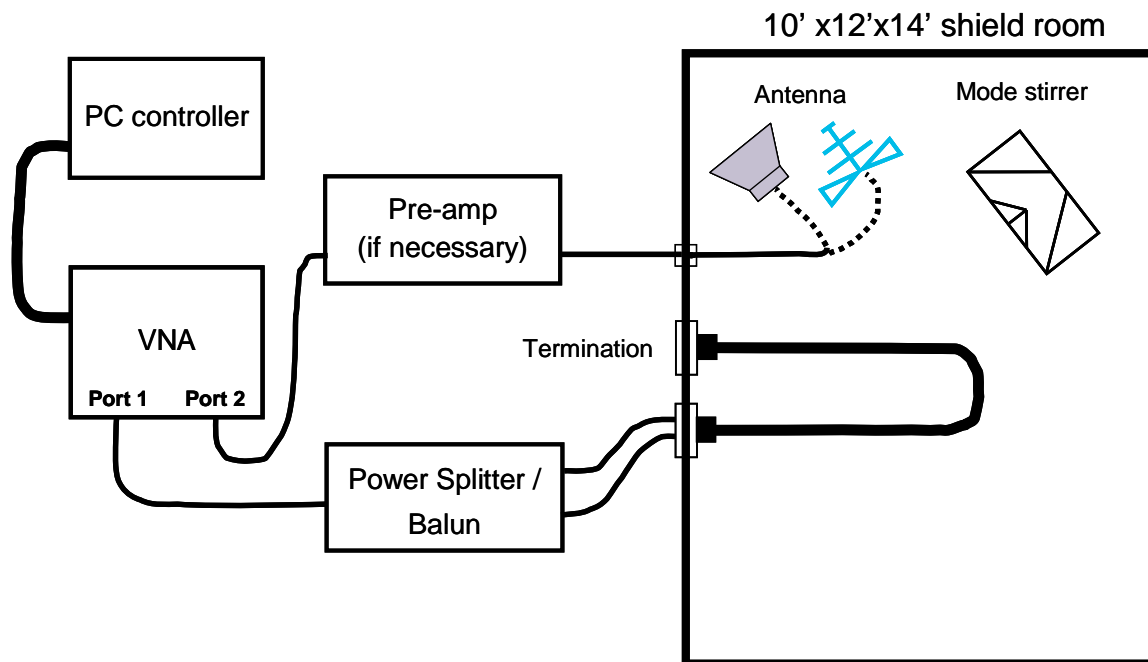 10' x12'x14' shield room
PC controller
Antenna
Mode stirrer
Pre-amp
(if necessary)
VNA
Port 1
Port 2
Termination
Power Splitter /
Balun